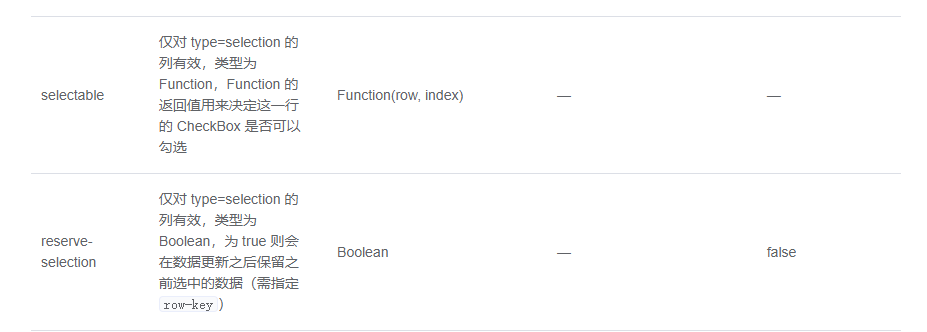 selectable
仅对 type=selection 的
列有效，类型为
Function，Function 的
返回值用来决定这一行
的 CheckBox 是否可以
勾选
Function(row, index)
—
—
reserve-
selection
仅对 type=selection 的
列有效，类型为
Boolean，为 true 则会
在数据更新之后保留之
前选中的数据（需指定
row-key）
Boolean
—
false